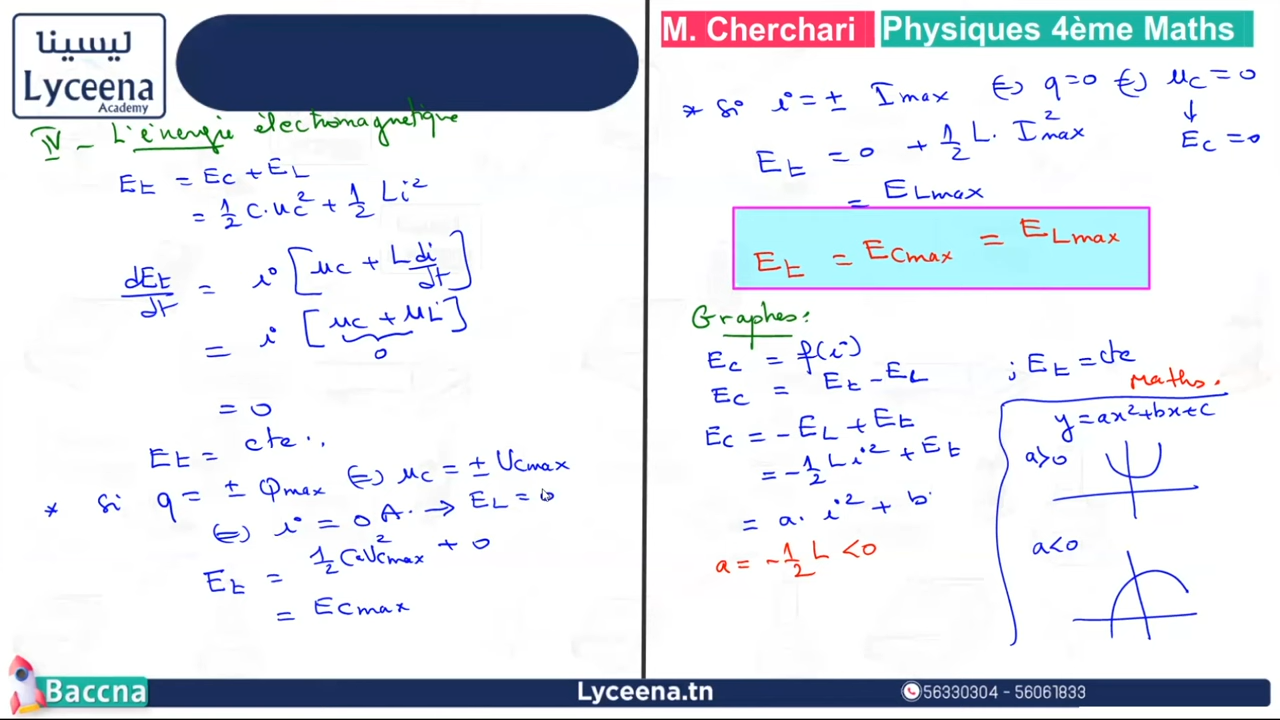 ليسينا
Lyceena
Academy
IV - L'énergie électromagnetique
Et = Ec + EL
= 1/2 C.uc² + 1/2 Li²
dEt/dt = i [uc + L di/dt]
= i [uc + uL]
0
= 0
Et = cte..
* Si q = ± Qmax ⇔ uc = ± Ucmax
⇔ i = 0 A. → EL = 0
Et = 1/2 C.Ucmax² + 0
= Ecmax
M. Cherchari Physiques 4ème Maths
* Si i = ± Imax ⇔ q=0 ⇔ uc = 0
↓
Ec = 0
Et = 0 + 1/2 L. Imax²
= ELmax
Et = Ecmax = ELmax
Graphes:
Ec = f(i) ; Et = cte
Ec = Et - EL
Ec = - EL + Et
= -1/2 Li² + Et
= a. i² + b
a = -1/2 L < 0
Maths.
y = ax²+bx+c
a>0
a<0
Baccna
Lyceena.tn
56330304 - 56061833